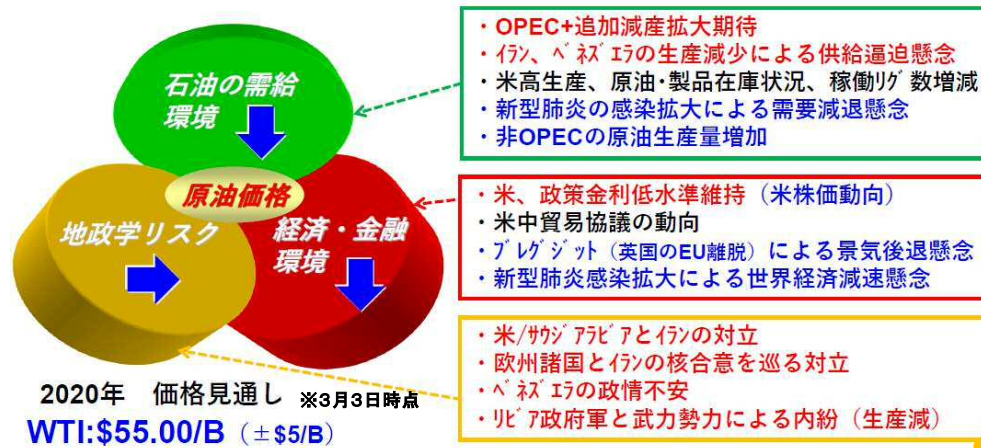 石油の需給
環境
原油価格
地政学リスク
経済・金融
環境
・OPEC+追加減産拡大期待
・ｲﾗﾝ、ﾍﾞﾈｽﾞｴﾗの生産減少による供給逼迫懸念
・米高生産、原油・製品在庫状況、稼働ﾘｸﾞ数増減
・新型肺炎の感染拡大による需要減退懸念
・非OPECの原油生産量増加
・米、政策金利低水準維持（米株価動向）
・米中貿易協議の動向
・ﾌﾞﾚｸﾞｼﾞｯﾄ（英国のEU離脱）による景気後退懸念
・新型肺炎感染拡大による世界経済減速懸念
・米/ｻｳｼﾞｱﾗﾋﾞｱとｲﾗﾝの対立
・欧州諸国とｲﾗﾝの核合意を巡る対立
・ﾍﾞﾈｽﾞｴﾗの政情不安
・ﾘﾋﾞｱ政府軍と武力勢力による内紛（生産減）
2020年　価格見通し ※３月３日時点
WTI:$55.00/B（±$5/B）